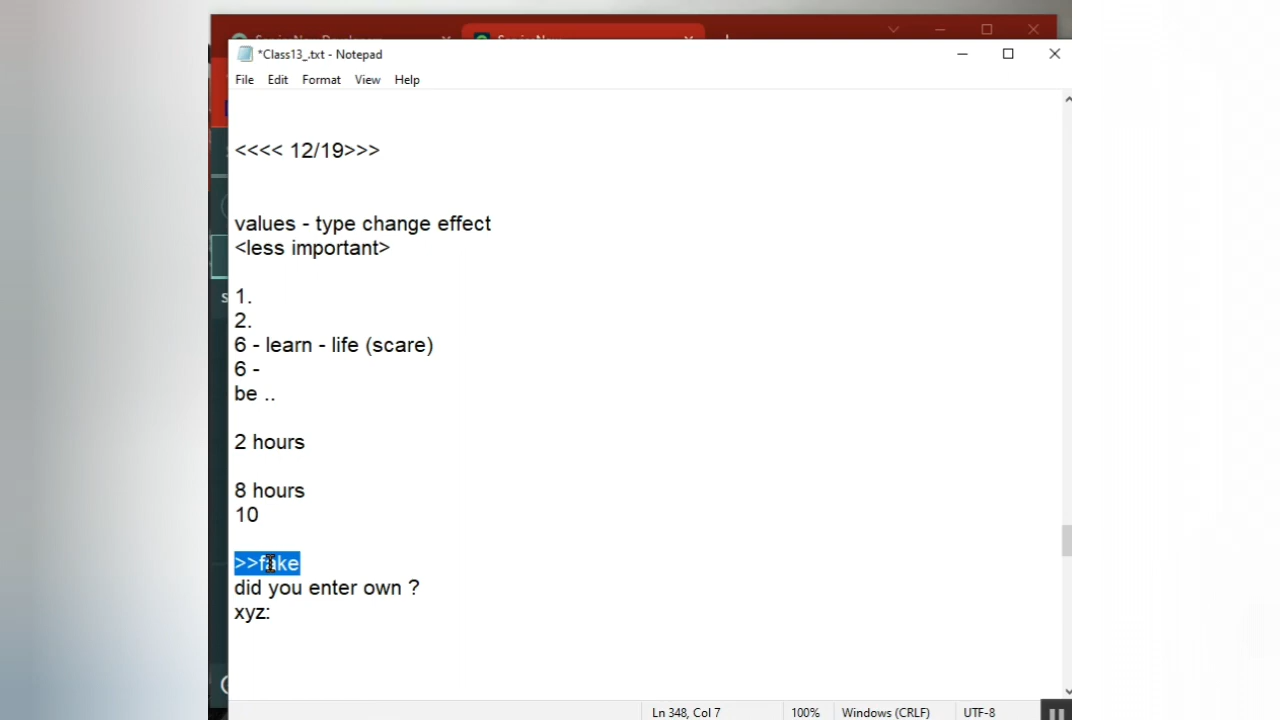 *Class13_.txt - Notepad
File Edit Format View Help
<<<< 12/19>>>
values - type change effect
<less important>
1.
2.
6 - learn - life (scare)
6 -
be ..
2 hours
8 hours
10
>>fake
did you enter own ?
xyz:
Ln 348, Col 7 100% Windows (CRLF) UTF-8